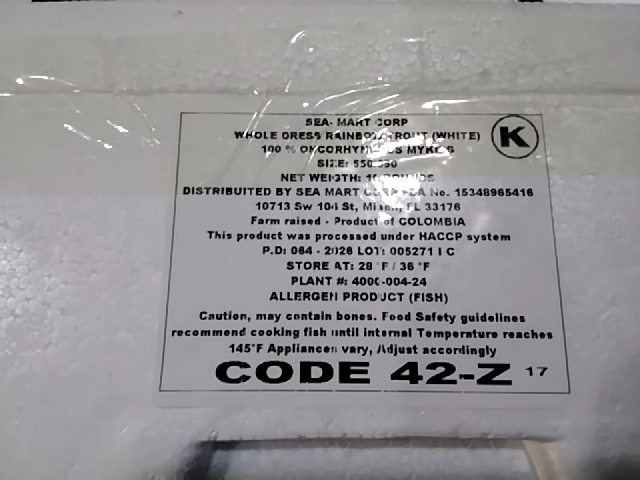 SEA- MART CORP
WHOLE DRESS RAINBOW TROUT (WHITE)
K
100 % ONCORHYNCHUS MYKISS
SIZE:
NET WEIGTH: 10 POUNDS
DISTRIBUITED BY SEA MART CORP FDA No. 15348965416
10713 Sw 104 St, Miami, FL 33176
Farm raised - Product of COLOMBIA
This product was processed under HACCP system
P.D: 064 - 2026 LOT: 005271 I C
STORE AT: 28 °F / 36 °F
PLANT #: 4000-004-24
ALLERGEN PRODUCT (FISH)
Caution, may contain bones. Food Safety guidelines
recommend cooking fish until Internal Temperature reaches
145°F Appliances vary, Adjust accordingly
CODE 42-Z 17